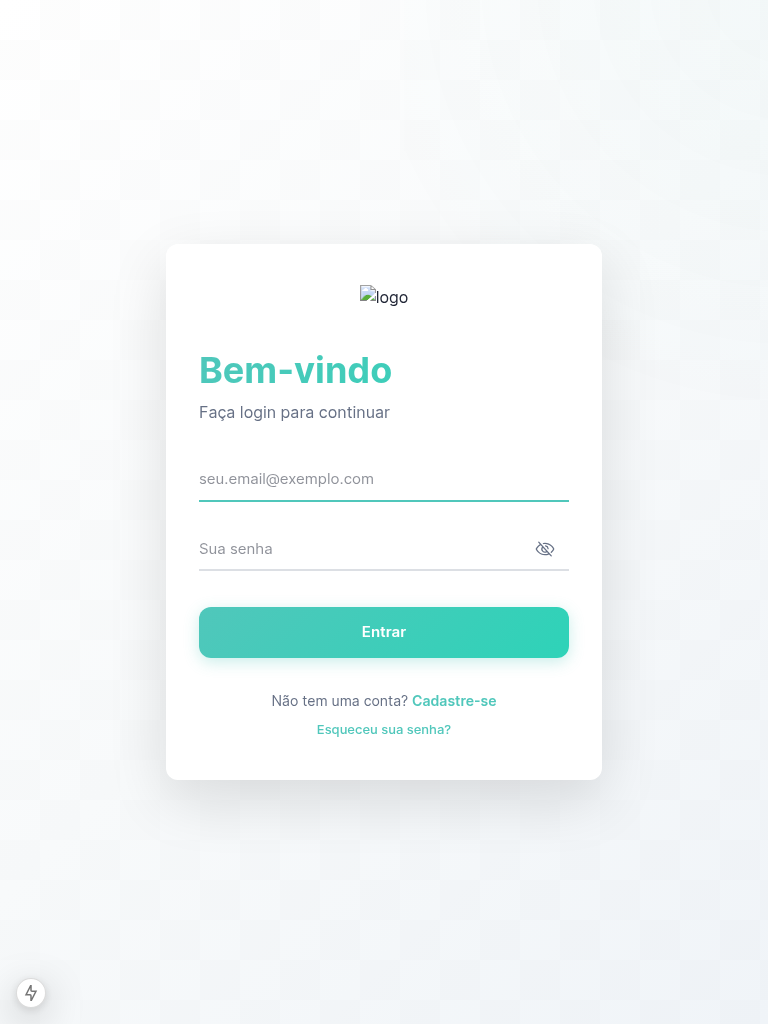 logo
Bem-vindo
Faça login para continuar
seu.email@exemplo.com
Sua senha
Entrar
Não tem uma conta? Cadastre-se
Esqueceu sua senha?